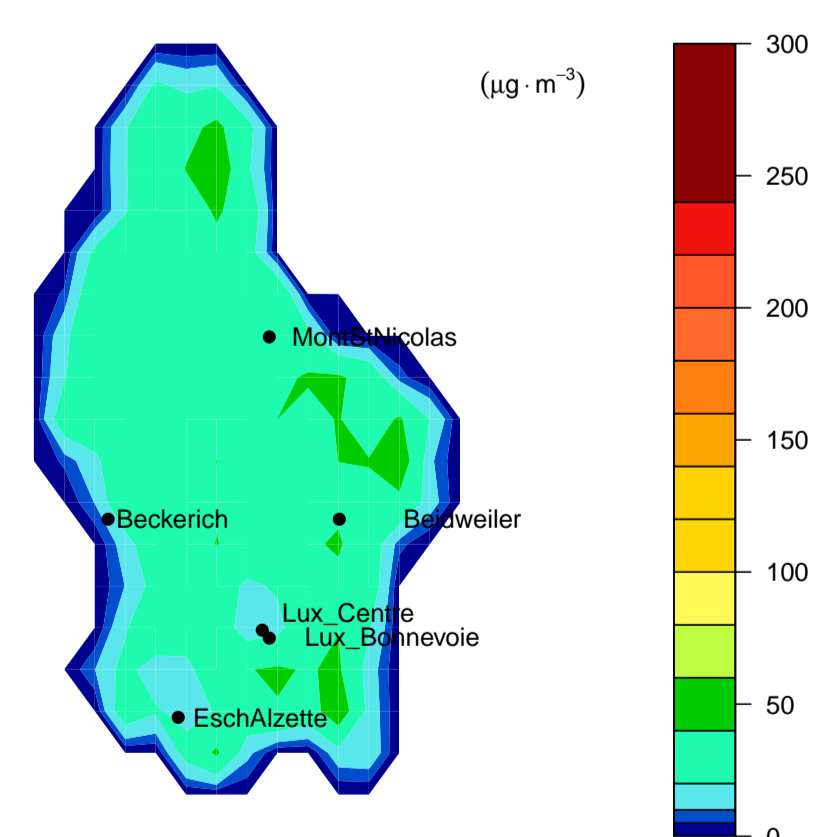 300
(µg · m⁻³)
250
200
MontStNicolas
150
Beckerich
Beidweiler
100
Lux_Centre
Lux_Bonnevoie
50
EschAlzette
0